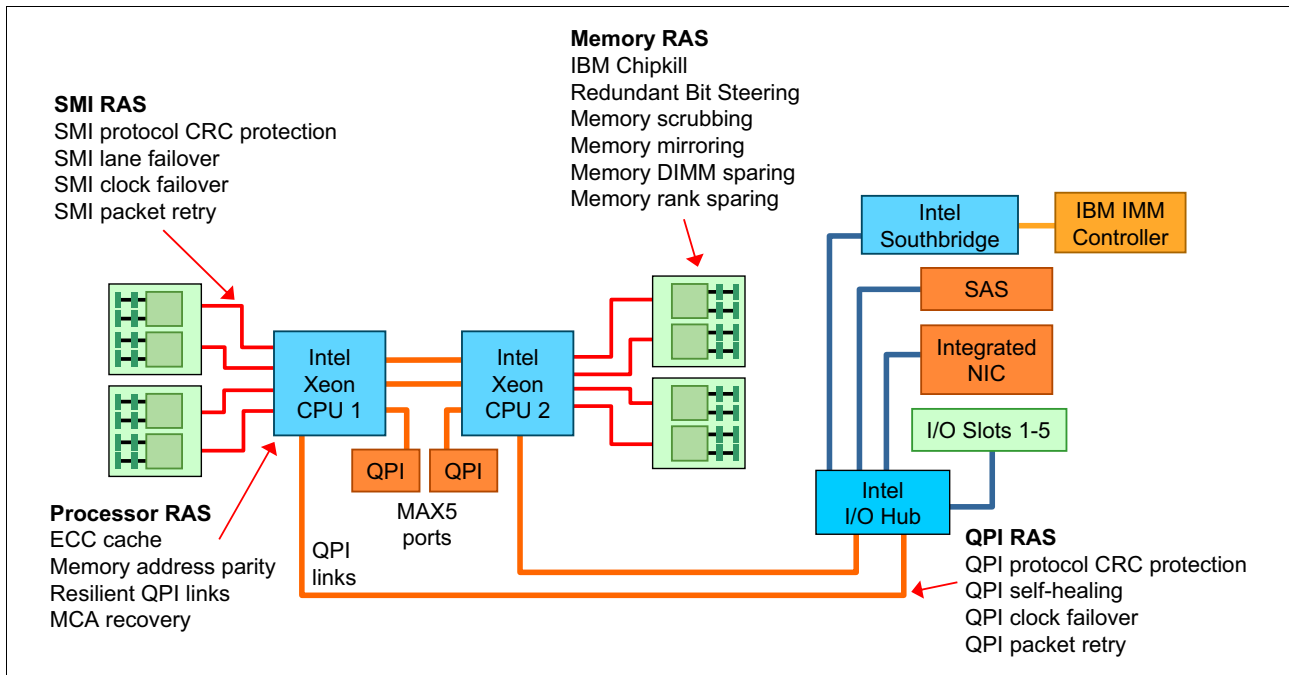 Memory RAS
IBM Chipkill
Redundant Bit Steering
Memory scrubbing
Memory mirroring
Memory DIMM sparing
Memory rank sparing
SMI RAS
SMI protocol CRC protection
SMI lane failover
SMI clock failover
SMI packet retry
Intel
Southbridge
IBM IMM
Controller
SAS
Integrated
NIC
I/O Slots 1-5
Intel
Xeon
CPU 1
Intel
Xeon
CPU 2
QPI
QPI
MAX5
ports
Intel
I/O Hub
Processor RAS
ECC cache
Memory address parity
Resilient QPI links
MCA recovery
QPI
links
QPI RAS
QPI protocol CRC protection
QPI self-healing
QPI clock failover
QPI packet retry